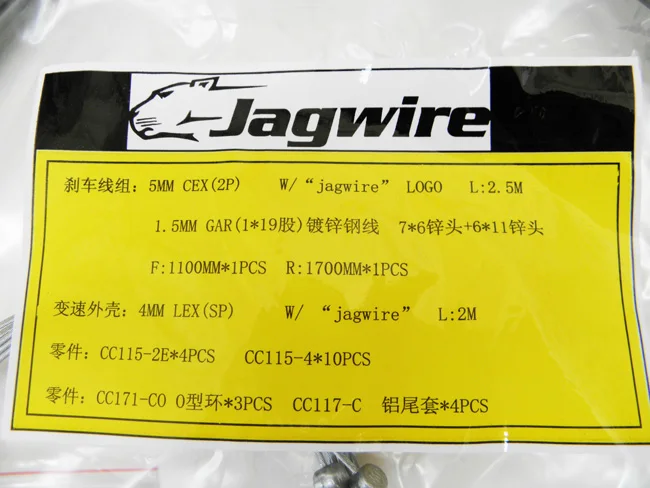 Jagwire
刹车线组: 5MM CEX(2P) W/“jagwire” LOGO L:2.5M
1.5MM GAR(1*19股)镀锌钢线 7*6锌头+6*11锌头
F:1100MM*1PCS R:1700MM*1PCS
变速外壳: 4MM LEX(SP) W/ “jagwire” L:2M
零件: CC115-2E*4PCS CC115-4*10PCS
零件: CC171-CO O型环*3PCS CC117-C 铝尾套*4PCS